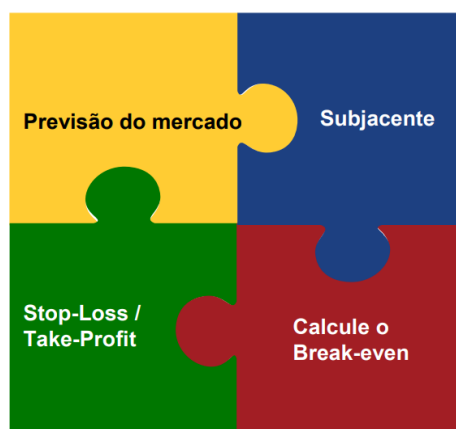 Previsão do mercado
Subjacente
Stop-Loss /
Take-Profit
Calcule o
Break-even